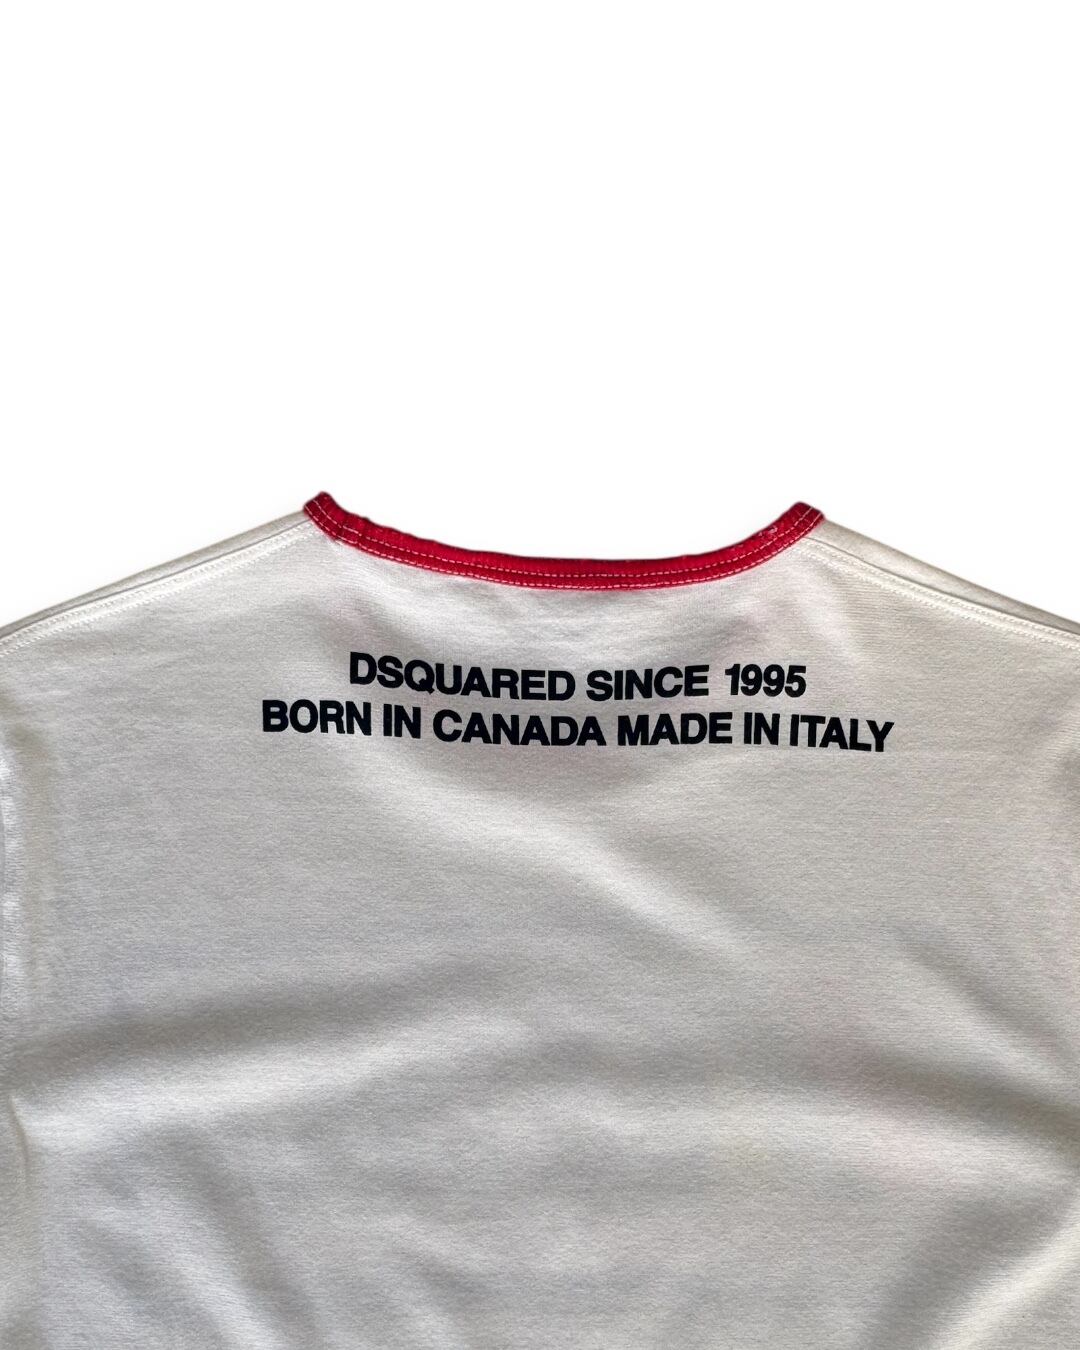 DSQUARED SINCE 1995
BORN IN CANADA MADE IN ITALY